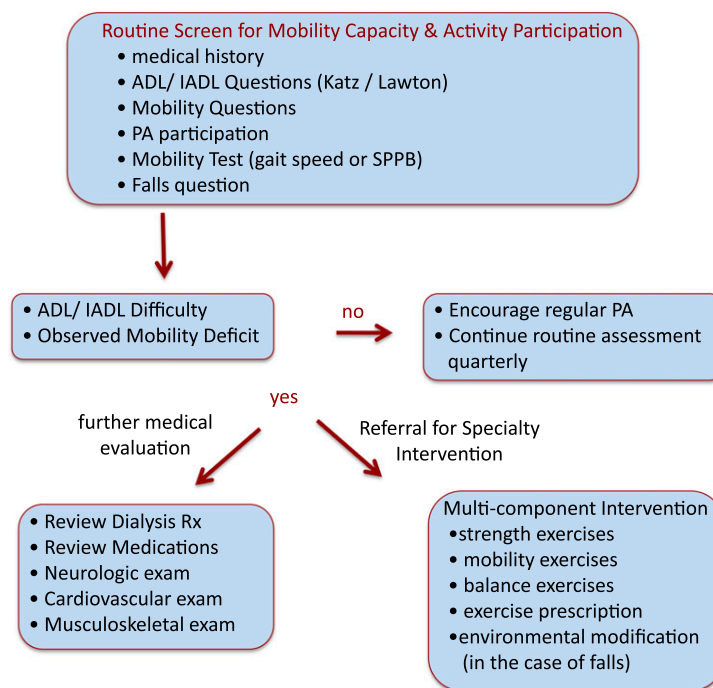 Routine Screen for Mobility Capacity & Activity Participation
• medical history
• ADL/ IADL Questions (Katz / Lawton)
• Mobility Questions
• PA participation
• Mobility Test (gait speed or SPPB)
• Falls question
• ADL/ IADL Difficulty
• Observed Mobility Deficit
no
• Encourage regular PA
• Continue routine assessment
quarterly
yes
further medical
evaluation
Referral for Specialty
Intervention
• Review Dialysis Rx
• Review Medications
• Neurologic exam
• Cardiovascular exam
• Musculoskeletal exam
Multi-component Intervention
•strength exercises
• mobility exercises
• balance exercises
• exercise prescription
•environmental modification
(in the case of falls)